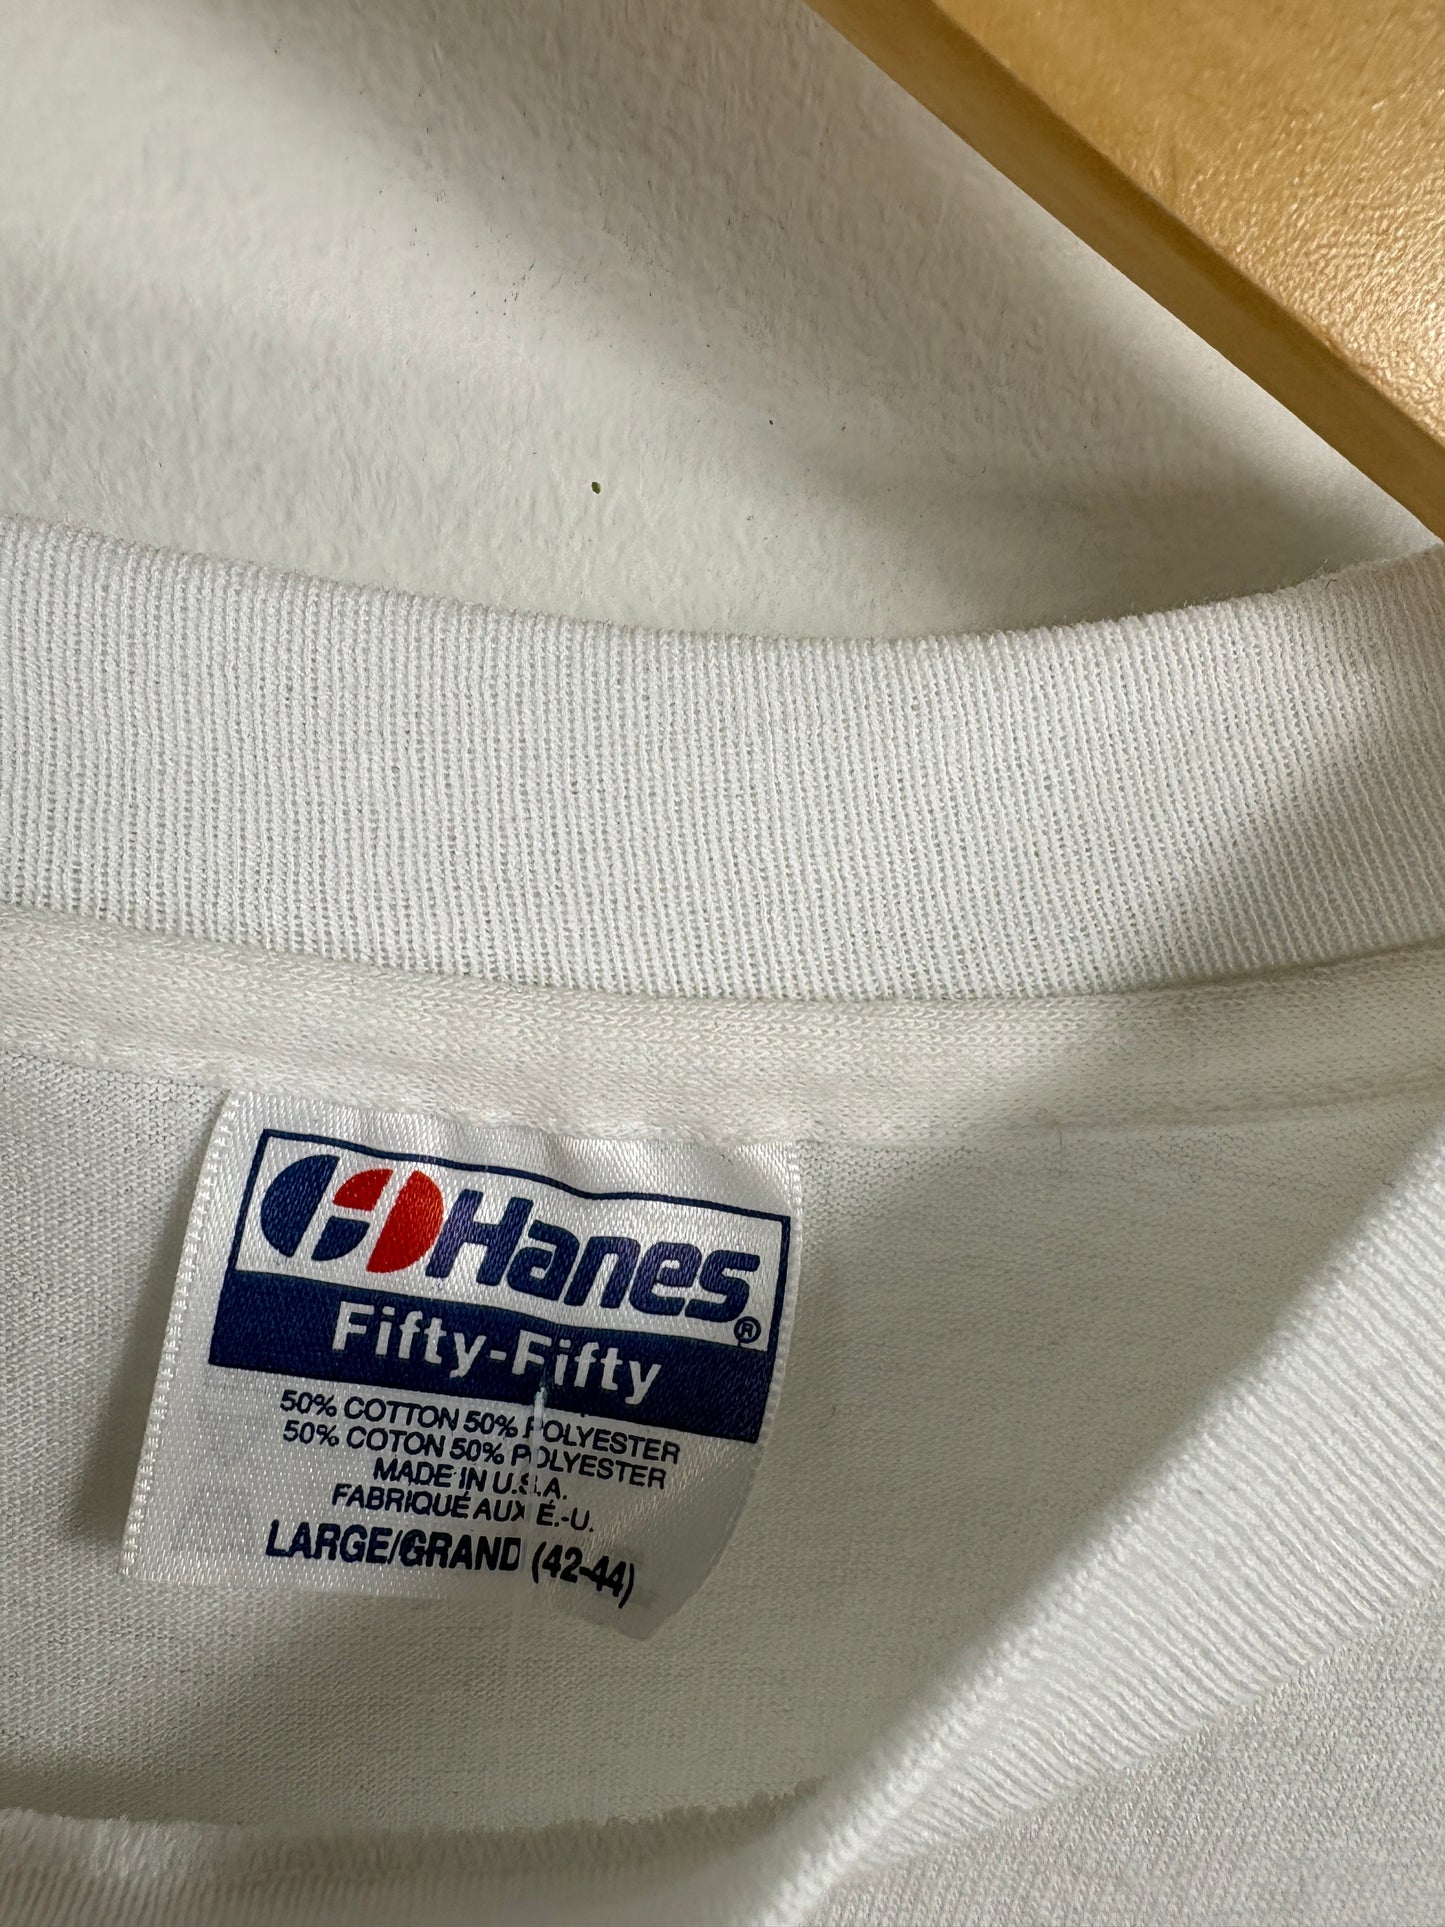 Hanes®
Fifty-Fifty
50% COTTON 50% POLYESTER
50% COTON 50% POLYESTER
MADE IN U.S.A.
FABRIQUÉ AUX É.-U.
LARGE/GRAND (42-44)